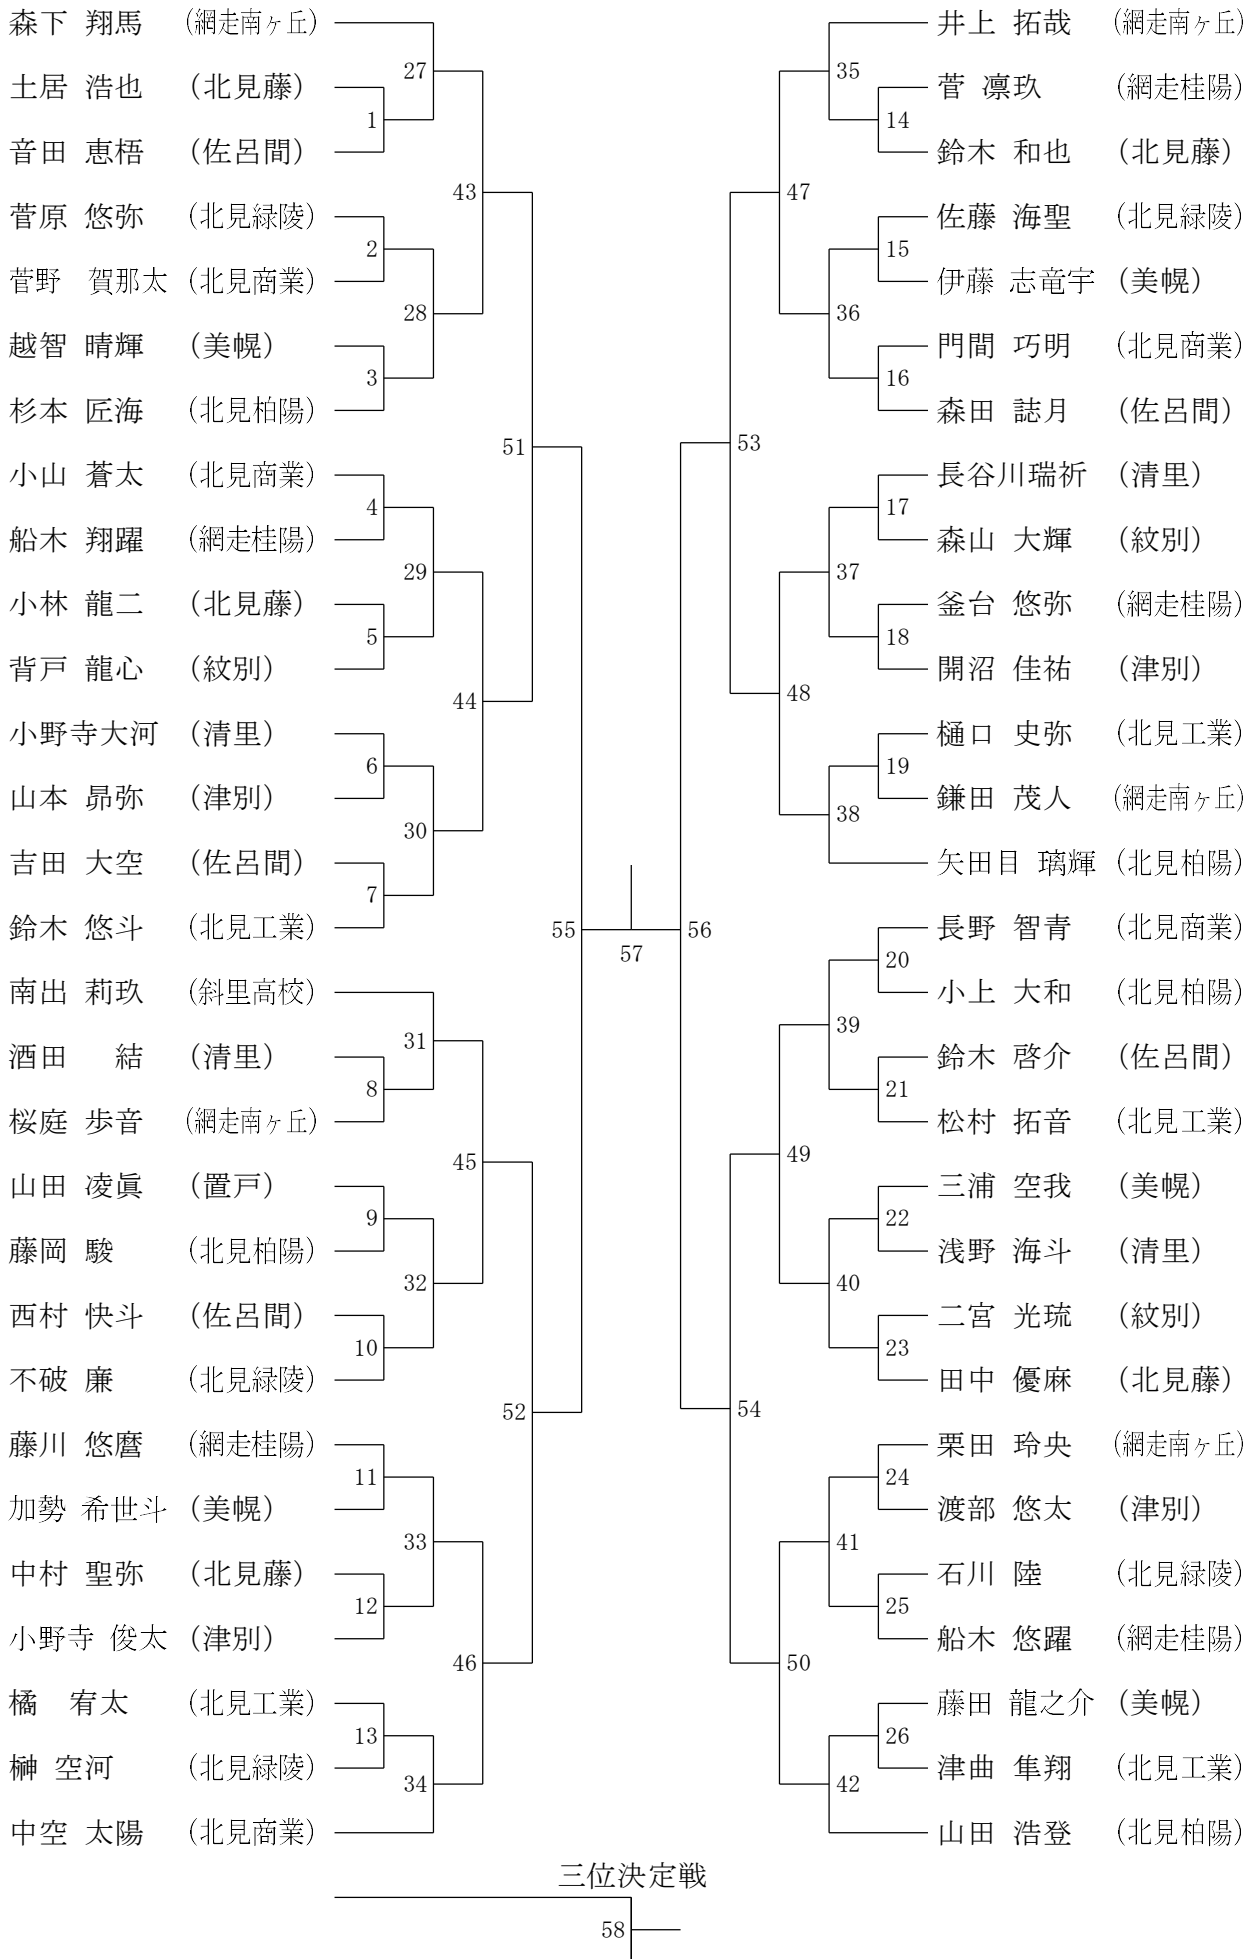 森下 翔馬 (網走南ヶ丘)
27
土居 浩也 (北見藤)
1
音田 恵梧 (佐呂間)
43
菅原 悠弥 (北見緑陵)
2
菅野 賀那太 (北見商業)
28
越智 晴輝 (美幌)
3
杉本 匠海 (北見柏陽)
51
小山 蒼太 (北見商業)
4
船木 翔躍 (網走桂陽)
29
小林 龍二 (北見藤)
5
背戸 龍心 (紋別)
44
小野寺大河 (清里)
6
山本 昴弥 (津別)
30
吉田 大空 (佐呂間)
7
鈴木 悠斗 (北見工業)
55
南出 莉玖 (斜里高校)
31
酒田 結 (清里)
8
桜庭 歩音 (網走南ヶ丘)
45
山田 凌眞 (置戸)
9
藤岡 駿 (北見柏陽)
32
西村 快斗 (佐呂間)
10
不破 廉 (北見緑陵)
52
藤川 悠麿 (網走桂陽)
11
加勢 希世斗 (美幌)
33
中村 聖弥 (北見藤)
12
小野寺 俊太 (津別)
46
橘 宥太 (北見工業)
13
榊 空河 (北見緑陵)
34
中空 太陽 (北見商業)
57
井上 拓哉 (網走南ヶ丘)
35
菅 凛玖 (網走桂陽)
14
鈴木 和也 (北見藤)
47
佐藤 海聖 (北見緑陵)
15
伊藤 志竜宇 (美幌)
36
門間 巧明 (北見商業)
16
森田 誌月 (佐呂間)
53
長谷川瑞祈 (清里)
17
森山 大輝 (紋別)
37
釜台 悠弥 (網走桂陽)
18
開沼 佳祐 (津別)
48
樋口 史弥 (北見工業)
19
鎌田 茂人 (網走南ヶ丘)
38
矢田目 璃輝 (北見柏陽)
56
長野 智青 (北見商業)
20
小上 大和 (北見柏陽)
39
鈴木 啓介 (佐呂間)
21
松村 拓音 (北見工業)
49
三浦 空我 (美幌)
22
浅野 海斗 (清里)
40
二宮 光琉 (紋別)
23
田中 優麻 (北見藤)
54
栗田 玲央 (網走南ヶ丘)
24
渡部 悠太 (津別)
41
石川 陸 (北見緑陵)
25
船木 悠躍 (網走桂陽)
50
藤田 龍之介 (美幌)
26
津曲 隼翔 (北見工業)
42
山田 浩登 (北見柏陽)
三位決定戦
58